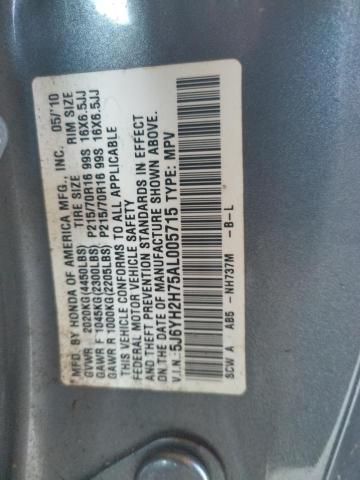 *MFD. BY HONDA OF AMERICA MFG., INC. 05/'10
TIRE SIZE RIM SIZE
GVWR 2020KG(4450LBS)
GAWR F 1045KG(2300LBS) P215/70R16 99S 16X6.5JJ
GAWR R 1000KG(2205LBS) P215/70R16 99S 16X6.5JJ
THIS VEHICLE CONFORMS TO ALL APPLICABLE
FEDERAL MOTOR VEHICLE SAFETY AND
THEFT PREVENTION STANDARDS IN EFFECT
ON THE DATE OF MANUFACTURE SHOWN ABOVE.
V.I.N: 5J6YH2H75AL005715 TYPE: MPV
SCW A AB5 -NH737M -B-L